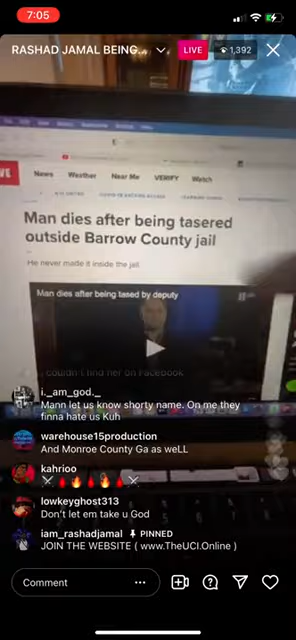 7:05
RASHAD JAMAL BEING...
LIVE
1,392
News Weather Near Me VERIFY Watch
Man dies after being tasered
outside Barrow County jail
He never made it inside the jail
Man dies after being tased by deputy
couldn't find her on Facebook
i._am_god._
Mann let us know shorty name. On me they
finna hate us Kuh
warehouse15production
And Monroe County Ga as weLL
kahrioo
⚔️🩸🔥🩸⚔️
lowkeyghost313
Don't let em take u God
iam_rashadjamal PINNED
JOIN THE WEBSITE ( www.TheUCI.Online )
Comment